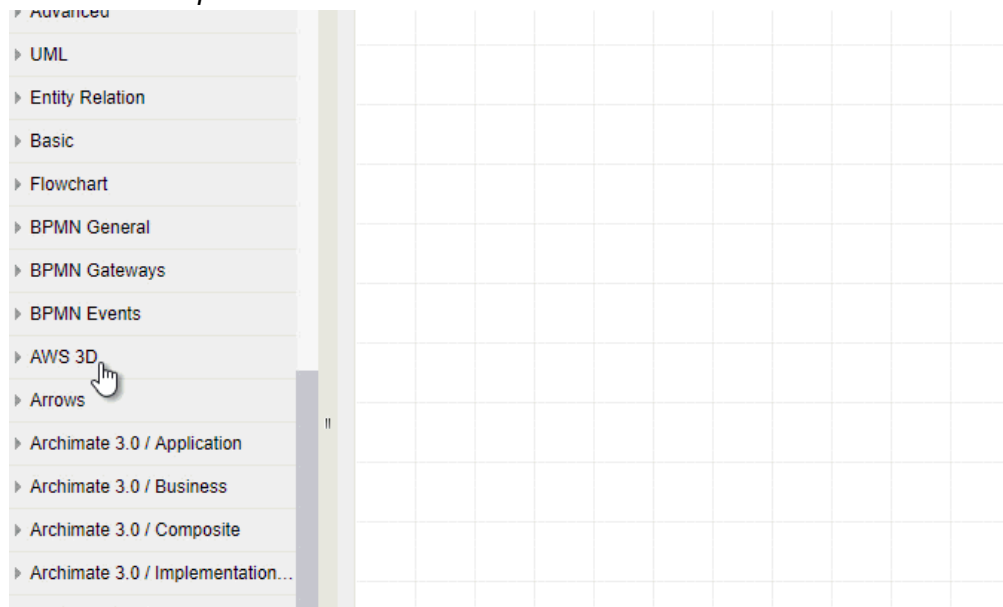 Advanced
UML
Entity Relation
Basic
Flowchart
BPMN General
BPMN Gateways
BPMN Events
AWS 3D
Arrows
Archimate 3.0 / Application
Archimate 3.0 / Business
Archimate 3.0 / Composite
Archimate 3.0 / Implementation...